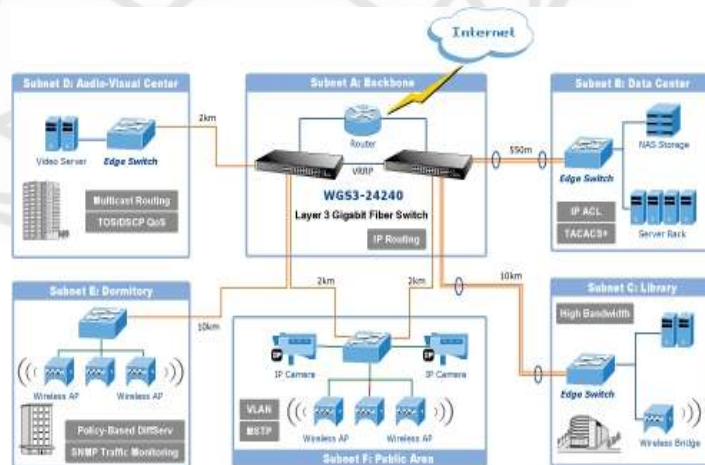 Internet
Subnet D: Audio-Visual Center
Subnet A: Backbone
Subnet B: Data Center
2km
Router
550m
NAS Storage
Video Server
Edge Switch
VRRP
Edge Switch
WGS3-24240
Layer 3 Gigabit Fiber Switch
Multicast Routing
TOS/DSCP QoS
IP Routing
IP ACL
TACACS+
Server Rack
Subnet E: Dormitory
2km
2km
10km
Subnet C: Library
10km
High Bandwidth
IP
IP
IP Camera
IP Camera
Wireless AP
Wireless AP
Edge Switch
VLAN
MSTP
Policy-Based DiffServ
SNMP Traffic Monitoring
Wireless AP
Wireless AP
Wireless Bridge
Subnet F: Public Area